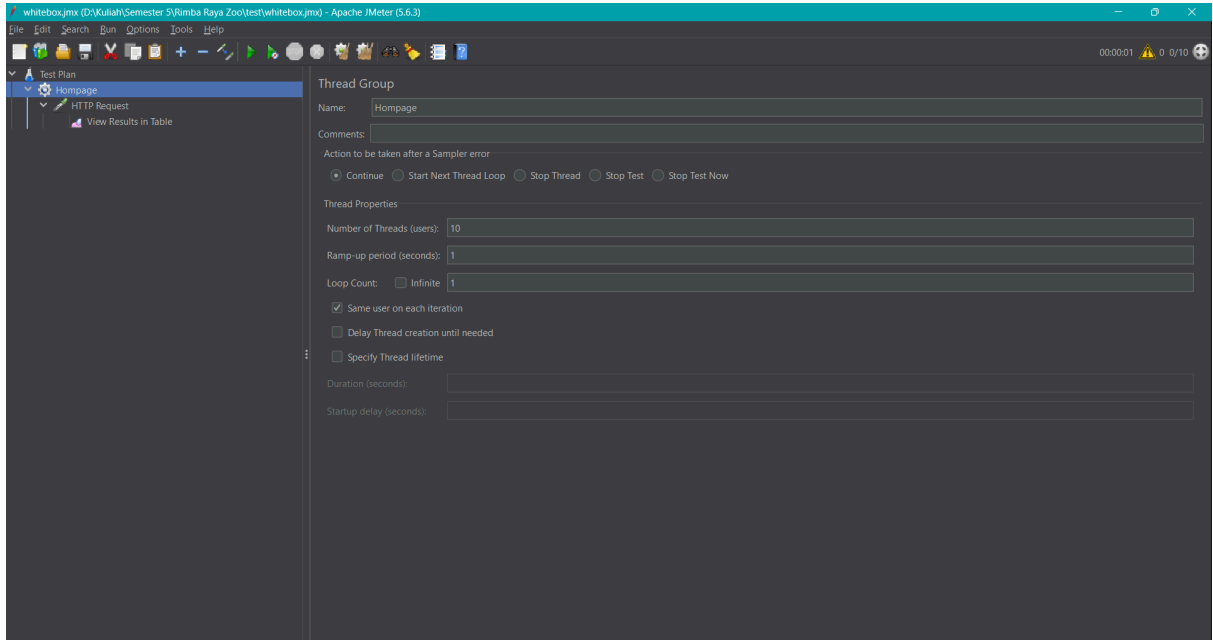 whitebox.jmx (D:\Kuliah\Semester 5\Rimba Raya Zoo\test\whitebox.jmx) - Apache JMeter (5.6.3)
File Edit Search Run Options Tools Help
00:00:01 0 0/10
Test Plan
Hompage
HTTP Request
View Results in Table
Thread Group
Name: Hompage
Comments:
Action to be taken after a Sampler error
Continue Start Next Thread Loop Stop Thread Stop Test Stop Test Now
Thread Properties
Number of Threads (users): 10
Ramp-up period (seconds): 1
Loop Count: Infinite 1
Same user on each iteration
Delay Thread creation until needed
Specify Thread lifetime
Duration (seconds):
Startup delay (seconds):